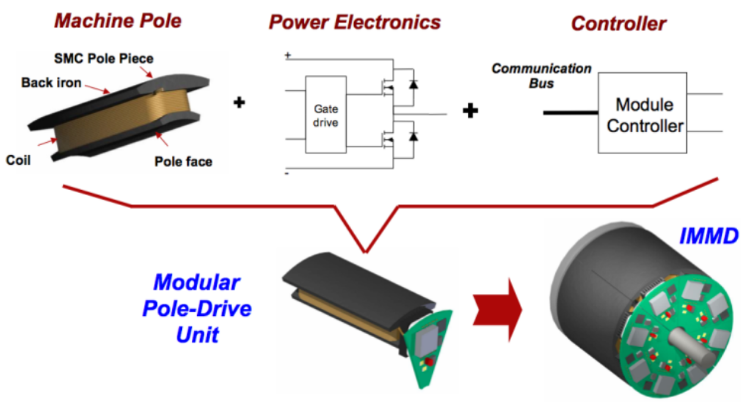 Machine Pole
Power Electronics
Controller
SMC Pole Piece
Back iron
Coil
Pole face
+
+
Gate
drive
-
+
Communication
Bus
Module
Controller
Modular
Pole-Drive
Unit
IMMD